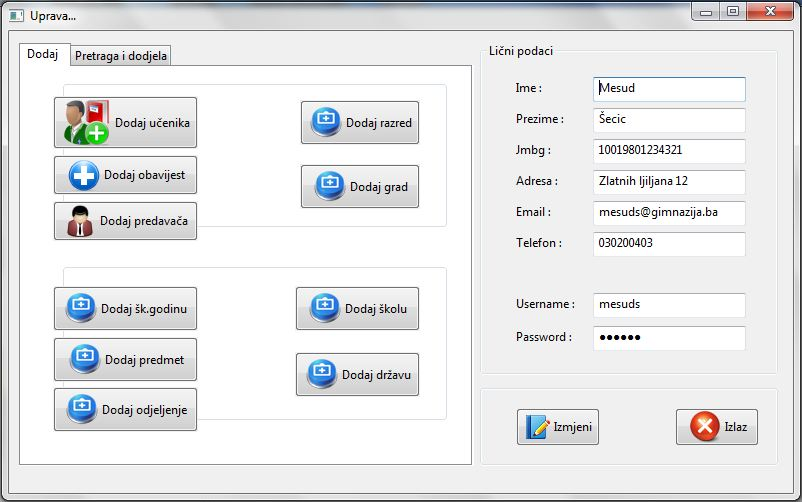 Uprava...
Dodaj
Pretraga i dodjela
Dodaj učenika
Dodaj obavijest
Dodaj predavača
Dodaj razred
Dodaj grad
Dodaj šk.godinu
Dodaj predmet
Dodaj odjeljenje
Dodaj školu
Dodaj državu
Lični podaci
Ime : Mesud
Prezime : Šecic
Jmbg : 10019801234321
Adresa : Zlatnih ljiljana 12
Email : mesuds@gimnazija.ba
Telefon : 030200403
Username : mesuds
Password : ●●●●●●
Izmjeni
Izlaz